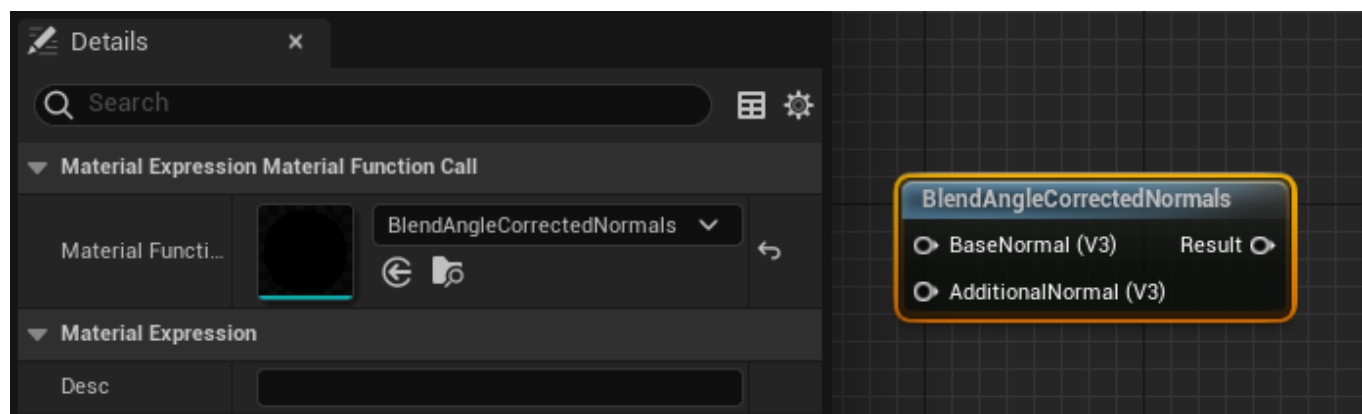 Details
Search
Material Expression Material Function Call
Material Functi...
BlendAngleCorrectedNormals
Material Expression
Desc
BlendAngleCorrectedNormals
BaseNormal (V3) Result
AdditionalNormal (V3)